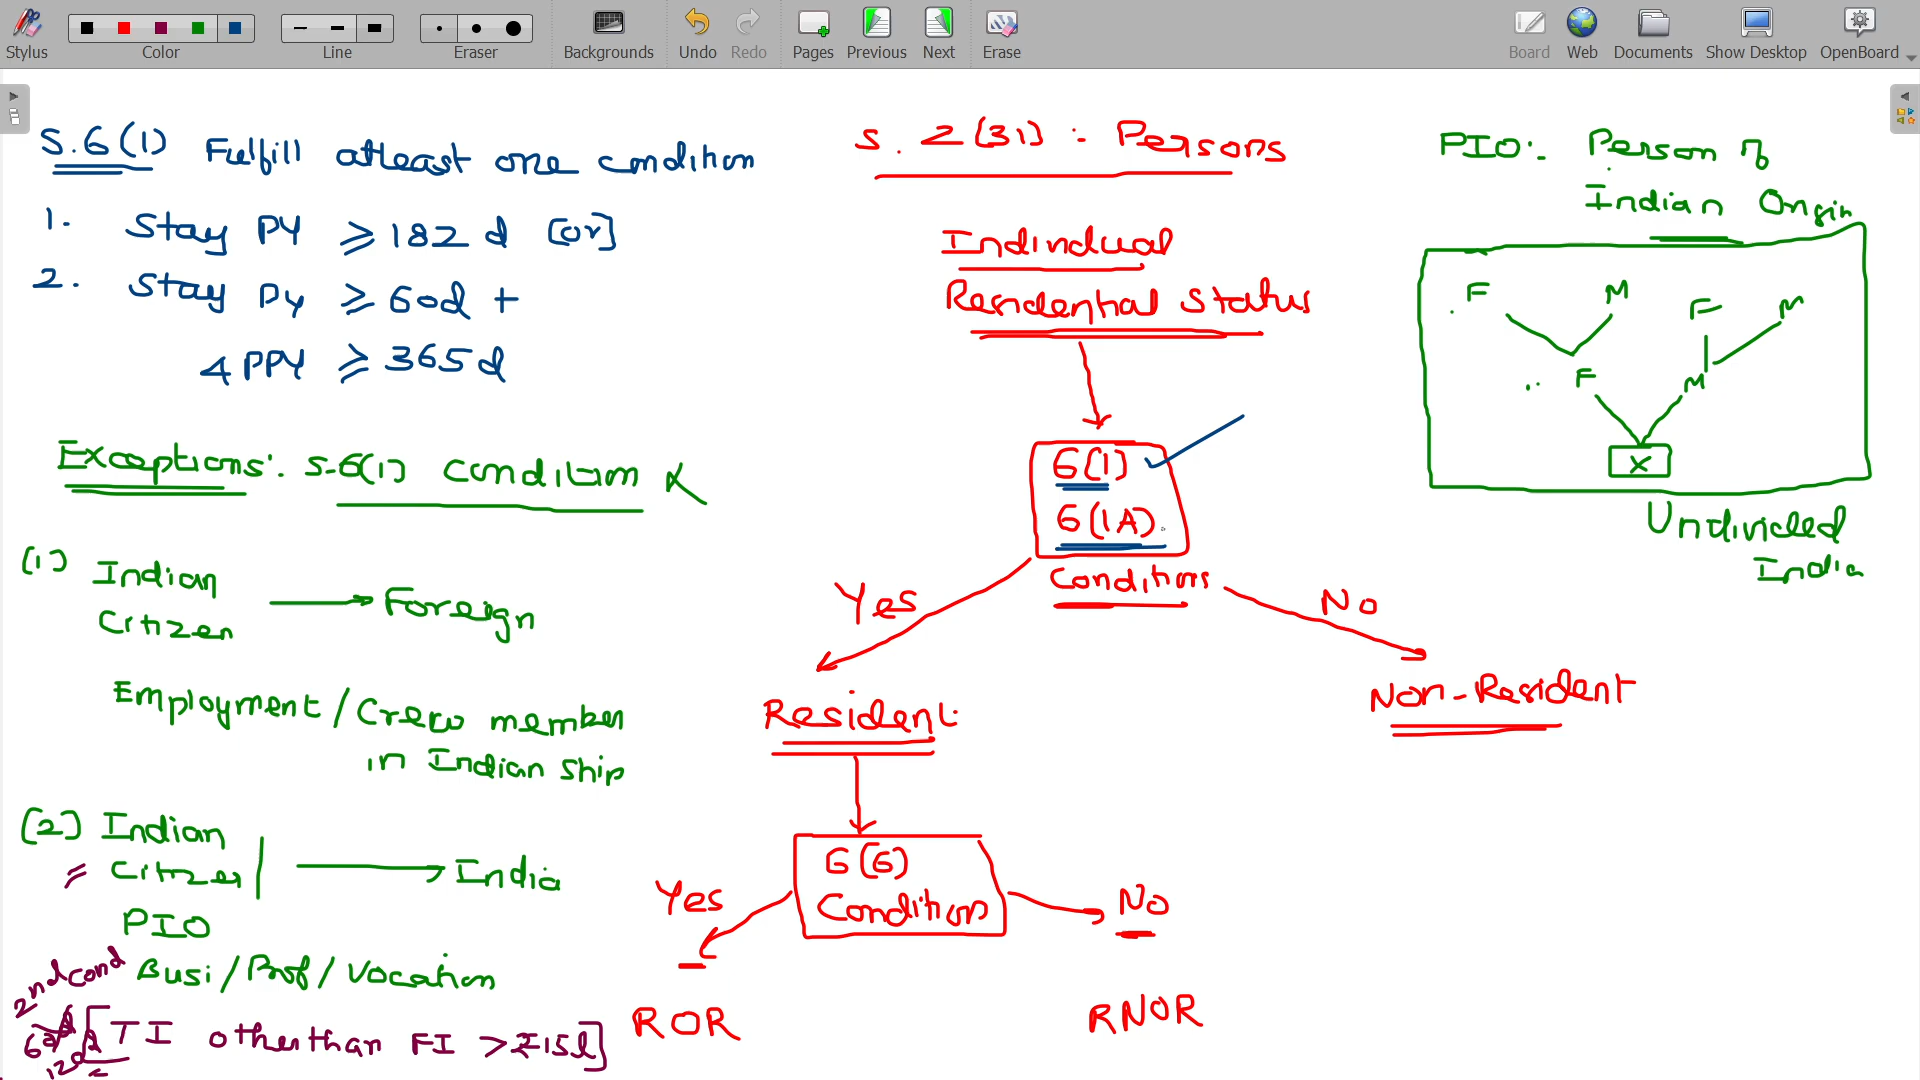 Stylus
Color
Line
Eraser
Backgrounds
Undo
Redo
Pages
Previous
Next
Erase
Board
Web
Documents
Show Desktop
OpenBoard
S.6(1) Fulfill atleast one condition
1. Stay PY ≥ 182 d [or]
2. Stay PY ≥ 60d +
4 PPY ≥ 365 d
Exceptions: S.6(1) condition
(1) Indian
Citizen → Foreign
Employment / Crew member
in Indian Ship
(2) Indian
Citizen → India
PIO
Busi / Prof / Vocation
2nd cond
60d
120d
[TI other than FI > ₹15l]
S. 2(31) : Persons
Individual
Residential Status
6(1)
6(1A)
Conditions
Yes
No
Resident
Non-Resident
6(6)
Condition
Yes
No
ROR
RNOR
PIO: Person of
Indian Origin
F M F M
F M
X
Undivided
India